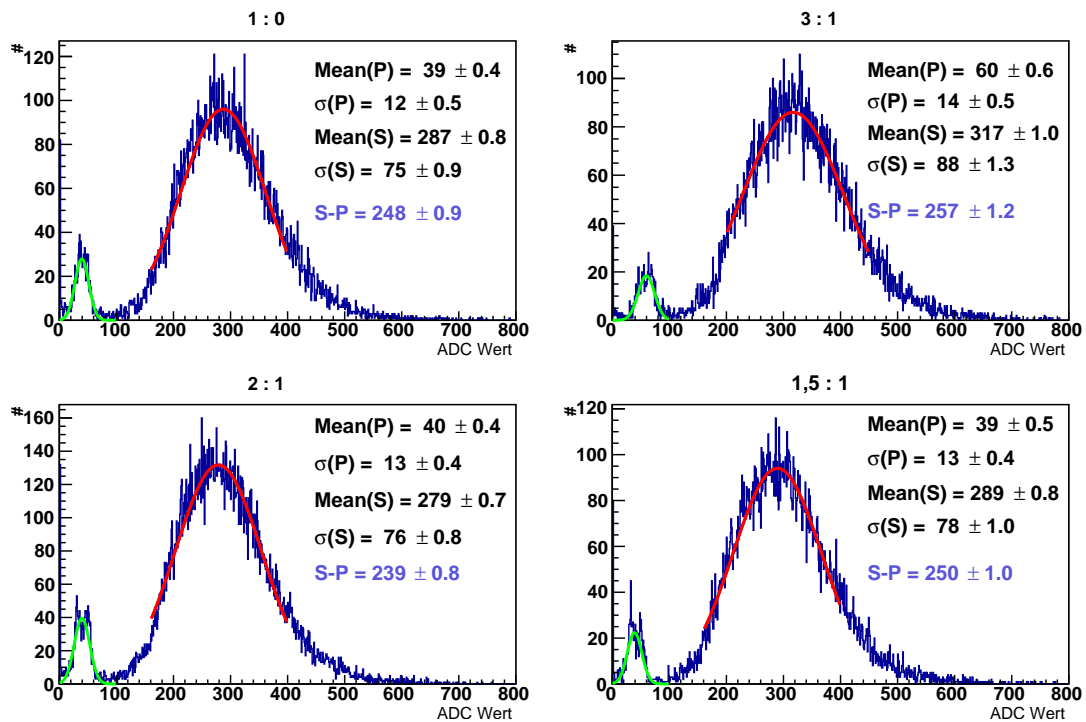 1 : 0
#
120
100
80
60
40
20
0
Mean(P) = 39 ± 0.4
σ(P) = 12 ± 0.5
Mean(S) = 287 ± 0.8
σ(S) = 75 ± 0.9
S-P = 248 ± 0.9
0 100 200 300 400 500 600 700 800
ADC Wert
3 : 1
#
120
100
80
60
40
20
0
Mean(P) = 60 ± 0.6
σ(P) = 14 ± 0.5
Mean(S) = 317 ± 1.0
σ(S) = 88 ± 1.3
S-P = 257 ± 1.2
0 100 200 300 400 500 600 700 800
ADC Wert
2 : 1
#
160
140
120
100
80
60
40
20
0
Mean(P) = 40 ± 0.4
σ(P) = 13 ± 0.4
Mean(S) = 279 ± 0.7
σ(S) = 76 ± 0.8
S-P = 239 ± 0.8
0 100 200 300 400 500 600 700 800
ADC Wert
1,5 : 1
#
120
100
80
60
40
20
0
Mean(P) = 39 ± 0.5
σ(P) = 13 ± 0.4
Mean(S) = 289 ± 0.8
σ(S) = 78 ± 1.0
S-P = 250 ± 1.0
0 100 200 300 400 500 600 700 800
ADC Wert